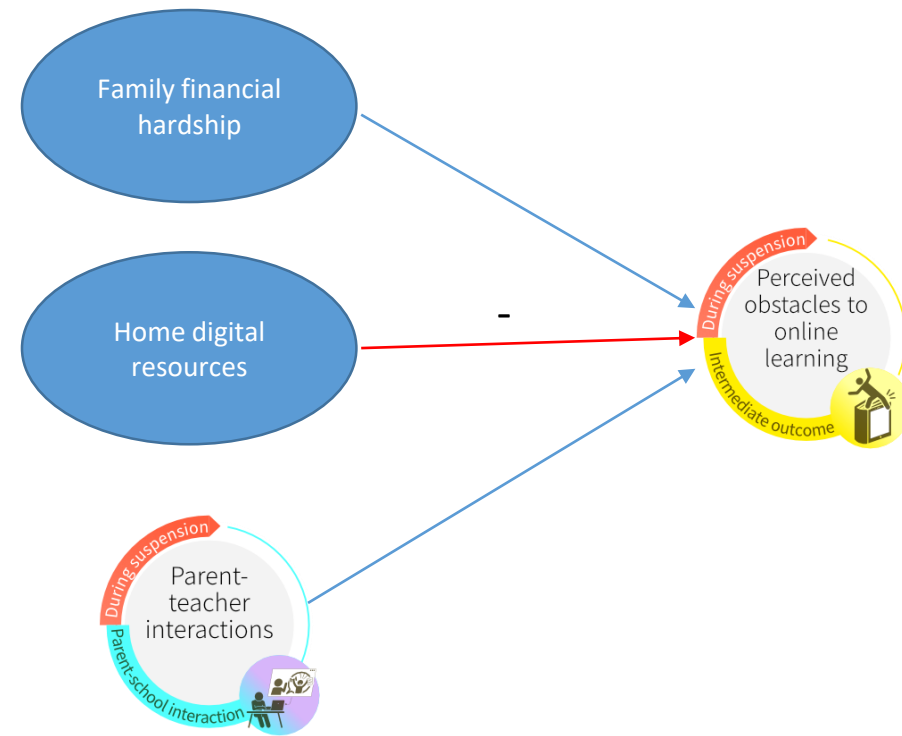 Family financial
hardship
Home digital
resources
-
During suspension
Perceived
obstacles to
online
learning
Intermediate outcome
During suspension
Parent-
teacher
interactions
Parent-school interaction